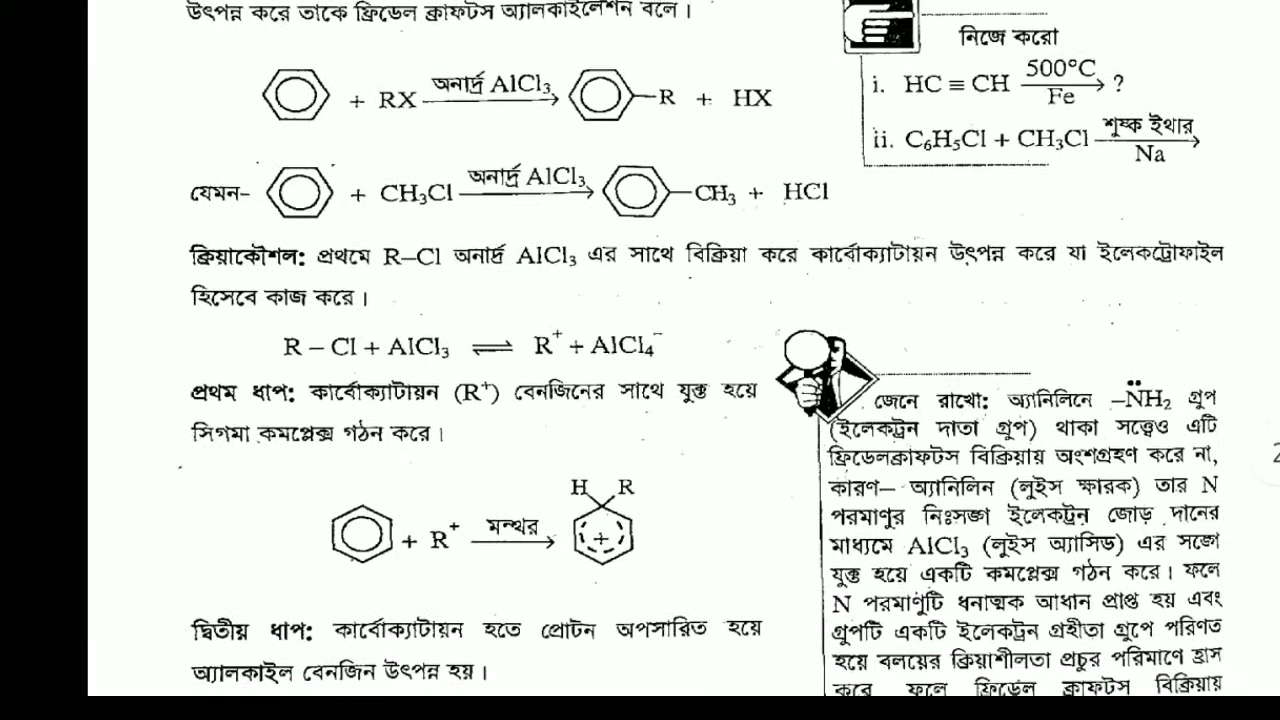 উৎপন্ন করে তাকে ফ্রিডেল ক্রাফটস অ্যালকাইলেশন বলে।
নিজে করো
i. HC ≡ CH 500°C Fe → ?
ii. C₆H₅Cl + CH₃Cl শুষ্ক ইথার Na →
+ RX অনার্দ্র AlCl₃ → –R + HX
যেমন– + CH₃Cl অনার্দ্র AlCl₃ → –CH₃ + HCl
ক্রিয়াকৌশল: প্রথমে R–Cl অনার্দ্র AlCl₃ এর সাথে বিক্রিয়া করে কার্বোক্যাটায়ন উৎপন্ন করে যা ইলেকট্রোফাইল
হিসেবে কাজ করে।
R – Cl + AlCl₃ ⇌ R⁺ + AlCl₄⁻
প্রথম ধাপ: কার্বোক্যাটায়ন (R⁺) বেনজিনের সাথে যুক্ত হয়ে
সিগমা কমপ্লেক্স গঠন করে।
H R
+ R⁺ মন্থর → +
দ্বিতীয় ধাপ: কার্বোক্যাটায়ন হতে প্রোটন অপসারিত হয়ে
অ্যালকাইল বেনজিন উৎপন্ন হয়।
জেনে রাখো: অ্যানিলিনে –N̈H₂ গ্রুপ
(ইলেকট্রন দাতা গ্রুপ) থাকা সত্ত্বেও এটি
ফ্রিডেলক্রাফটস বিক্রিয়ায় অংশগ্রহণ করে না,
কারণ– অ্যানিলিন (লুইস ক্ষারক) তার N
পরমাণুর নিঃসঙ্গ ইলেকট্রন জোড় দানের
মাধ্যমে AlCl₃ (লুইস অ্যাসিড) এর সঙ্গে
যুক্ত হয়ে একটি কমপ্লেক্স গঠন করে। ফলে
N পরমাণুটি ধনাত্মক আধান প্রাপ্ত হয় এবং
গ্রুপটি একটি ইলেকট্রন গ্রহীতা গ্রুপে পরিণত
হয়ে বলয়ের ক্রিয়াশীলতা প্রচুর পরিমাণে হ্রাস
করে ফলে ফ্রিডেল ক্রাফটস বিক্রিয়ায়